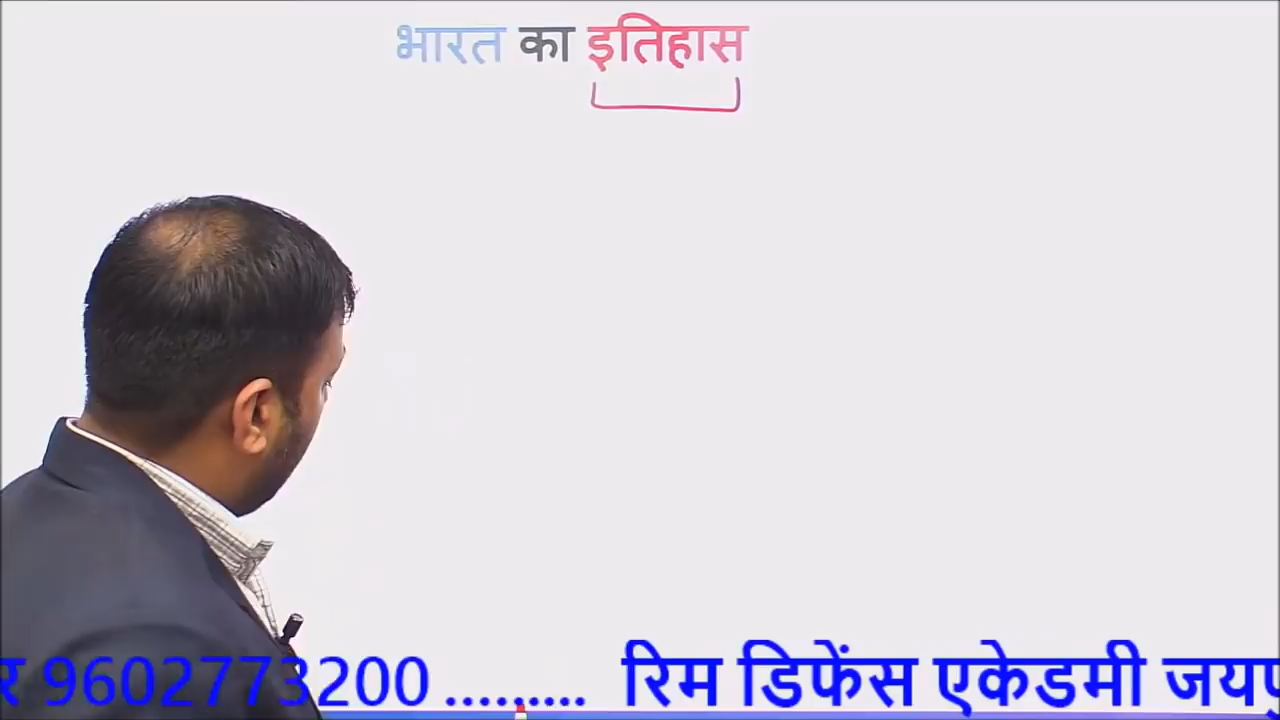 भारत का इतिहास
9602773200 ......... रिम डिफेंस एकेडमी